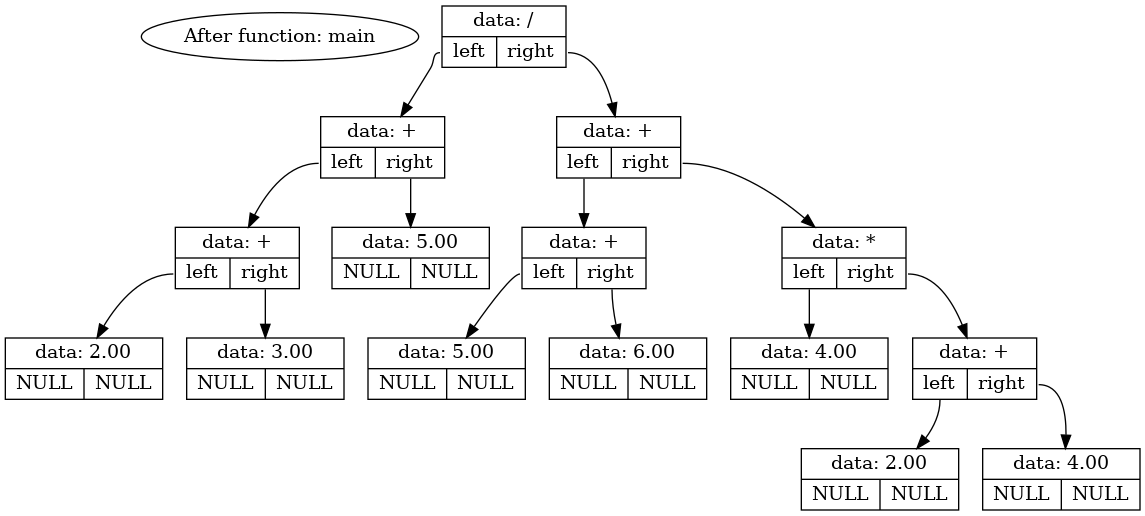 After function: main
data: /
left right
data: +
left right
data: +
left right
data: +
left right
data: 5.00
NULL NULL
data: +
left right
data: *
left right
data: 2.00
NULL NULL
data: 3.00
NULL NULL
data: 5.00
NULL NULL
data: 6.00
NULL NULL
data: 4.00
NULL NULL
data: +
left right
data: 2.00
NULL NULL
data: 4.00
NULL NULL